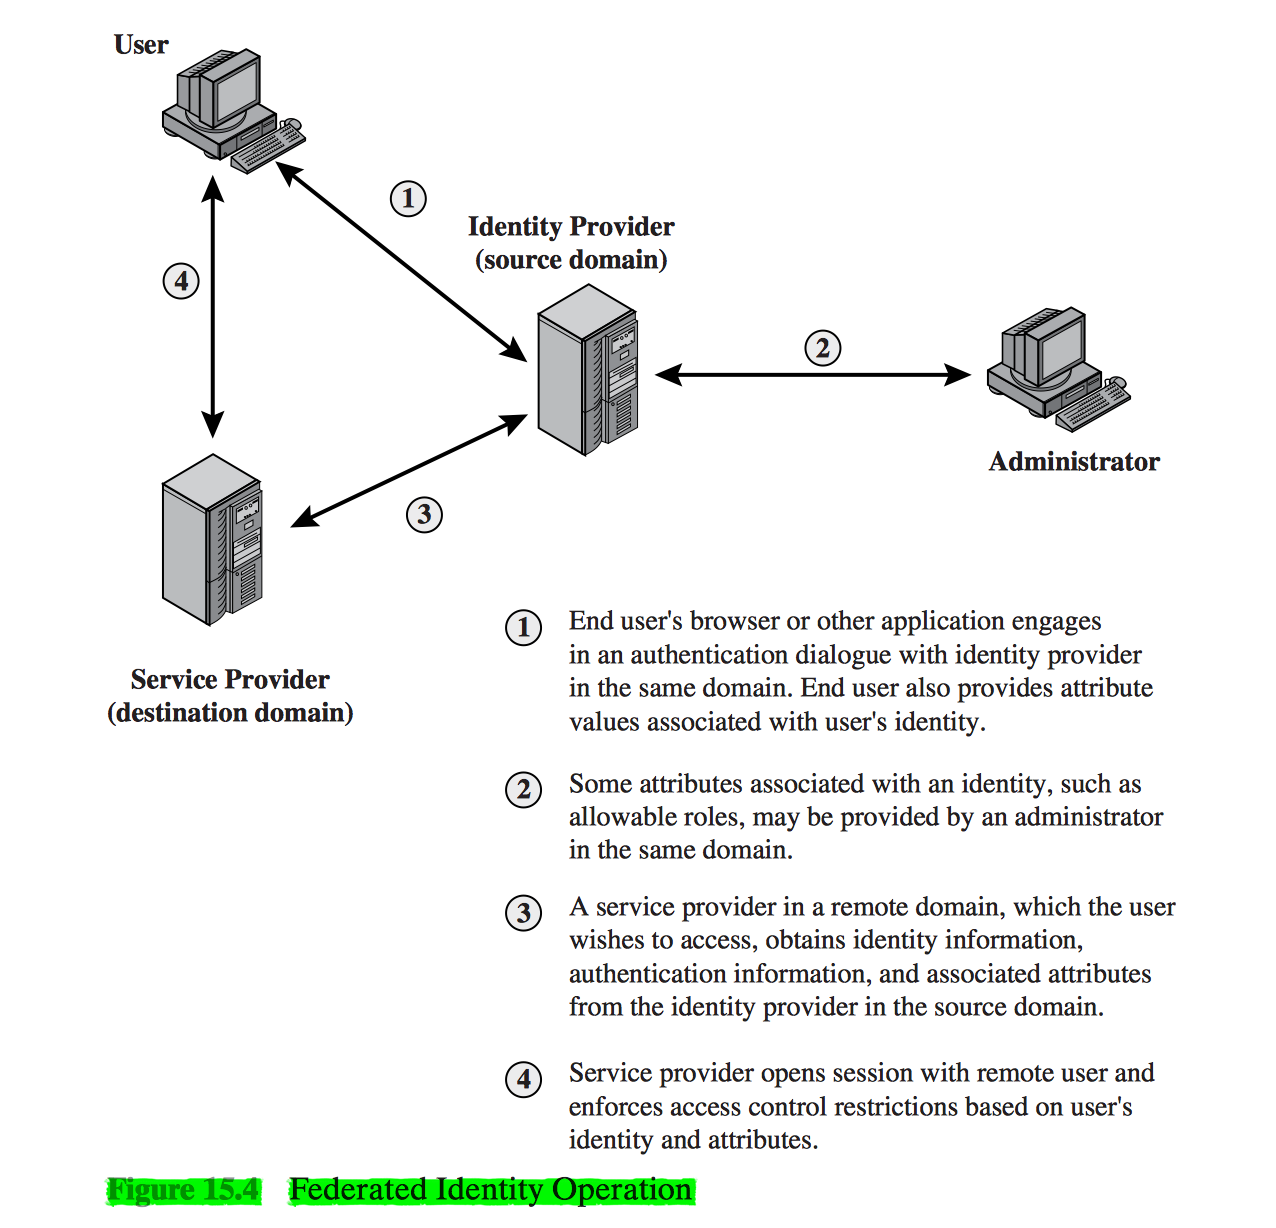 User
1
Identity Provider
(source domain)
4
2
Administrator
3
Service Provider
(destination domain)
1 End user's browser or other application engages
in an authentication dialogue with identity provider
in the same domain. End user also provides attribute
values associated with user's identity.
2 Some attributes associated with an identity, such as
allowable roles, may be provided by an administrator
in the same domain.
3 A service provider in a remote domain, which the user
wishes to access, obtains identity information,
authentication information, and associated attributes
from the identity provider in the source domain.
4 Service provider opens session with remote user and
enforces access control restrictions based on user's
identity and attributes.
Figure 15.4 Federated Identity Operation